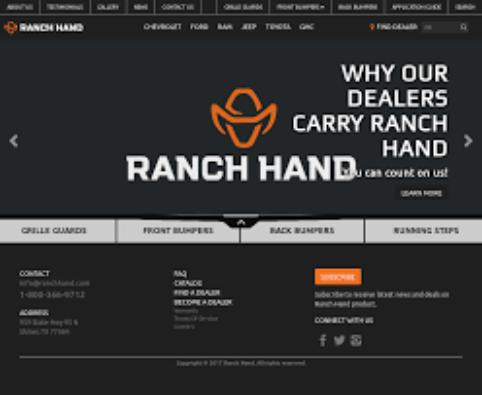 ABOUT US TESTIMONIALS GALLERY NEWS CONTACT US GRILLE GUARDS FRONT BUMPERS BACK BUMPERS APPLICATION GUIDE SEARCH
RANCH HAND CHEVROLET FORD RAM JEEP TOYOTA GMC FIND DEALER
WHY OUR
DEALERS
CARRY RANCH
HAND
RANCH HAND
you can count on us!
LEARN MORE
GRILLE GUARDS FRONT BUMPERS BACK BUMPERS RUNNING STEPS
CONTACT
info@ranchhand.com
1-800-366-9712
ADDRESS
FAQ
CATALOG
FIND A DEALER
BECOME A DEALER
Warranty
Terms Of Service
Careers
SUBSCRIBE
Subscribe to receive latest news and deals on
Ranch Hand product.
CONNECT WITH US
Copyright © 2017 Ranch Hand. All rights reserved.